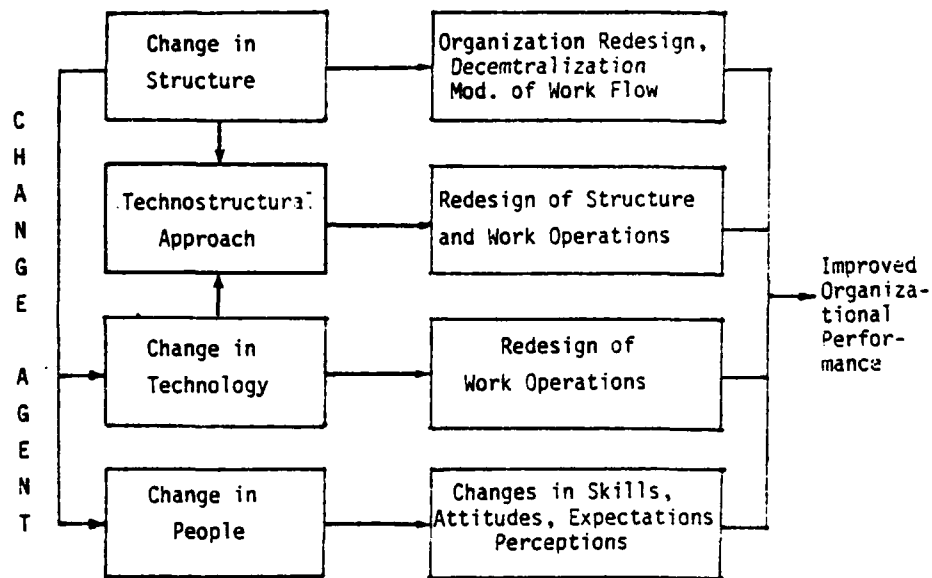 CHANGE AGENT
Change in
Structure
Organization Redesign,
Decemtralization
Mod. of Work Flow
Technostructural
Approach
Redesign of Structure
and Work Operations
Change in
Technology
Redesign of
Work Operations
Change in
People
Changes in Skills,
Attitudes, Expectations
Perceptions
Improved
Organiza-
tional
Perfor-
mance